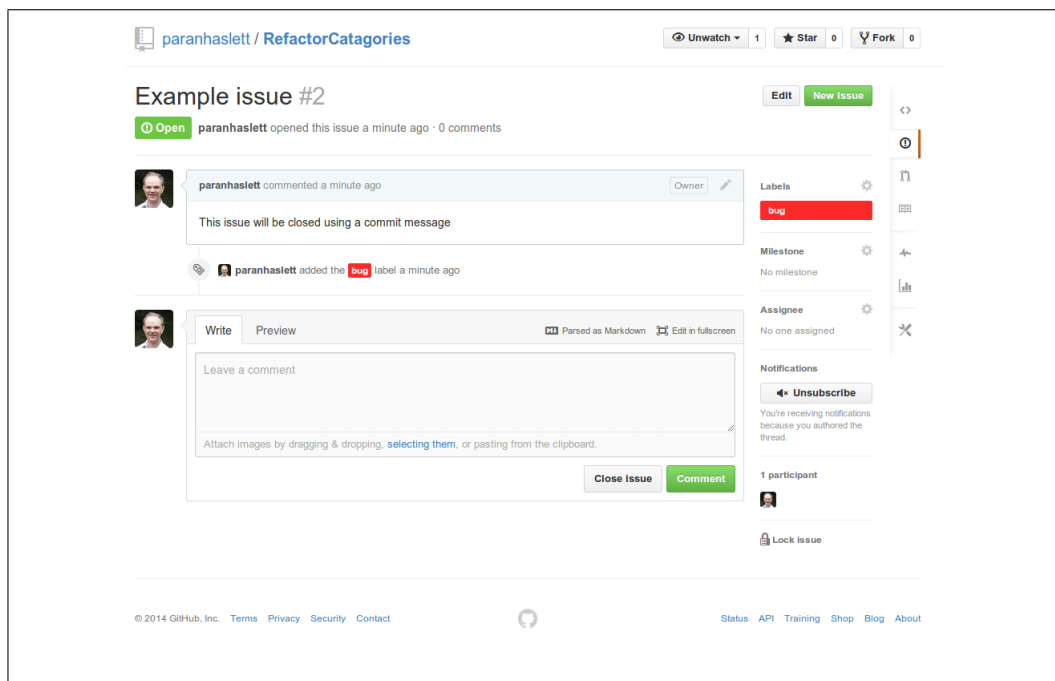 paranhaslett / RefactorCatagories
Unwatch 1 Star 0 Fork 0
Example issue #2
Edit New Issue
Open paranhaslett opened this issue a minute ago · 0 comments
paranhaslett commented a minute ago Owner
This issue will be closed using a commit message
paranhaslett added the bug label a minute ago
Write Preview Parsed as Markdown Edit in fullscreen
Leave a comment
Attach images by dragging & dropping, selecting them, or pasting from the clipboard.
Close Issue Comment
Labels
bug
Milestone
No milestone
Assignee
No one assigned
Notifications
Unsubscribe
You're receiving notifications
because you authored the
thread.
1 participant
Lock issue
© 2014 GitHub, Inc. Terms Privacy Security Contact
Status API Training Shop Blog About